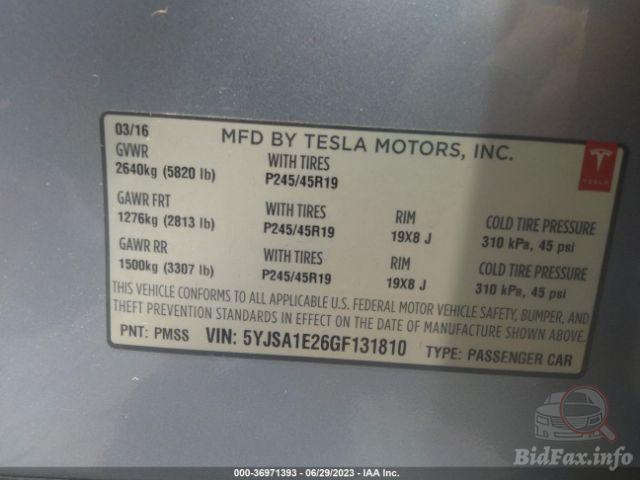 03/16
MFD BY TESLA MOTORS, INC.
GVWR
2640kg (5820 lb)
WITH TIRES
P245/45R19
TESLA
GAWR FRT
1276kg (2813 lb)
WITH TIRES
P245/45R19
RIM
19X8 J
COLD TIRE PRESSURE
310 kPa, 45 psi
GAWR RR
1500kg (3307 lb)
WITH TIRES
P245/45R19
RIM
19X8 J
COLD TIRE PRESSURE
310 kPa, 45 psi
THIS VEHICLE CONFORMS TO ALL APPLICABLE U.S. FEDERAL MOTOR VEHICLE SAFETY, BUMPER, AND
THEFT PREVENTION STANDARDS IN EFFECT ON THE DATE OF MANUFACTURE SHOWN ABOVE.
PNT: PMSS VIN: 5YJSA1E26GF131810 TYPE: PASSENGER CAR
BidFax.info
000-36971393 - 06/29/2023 - IAA Inc.